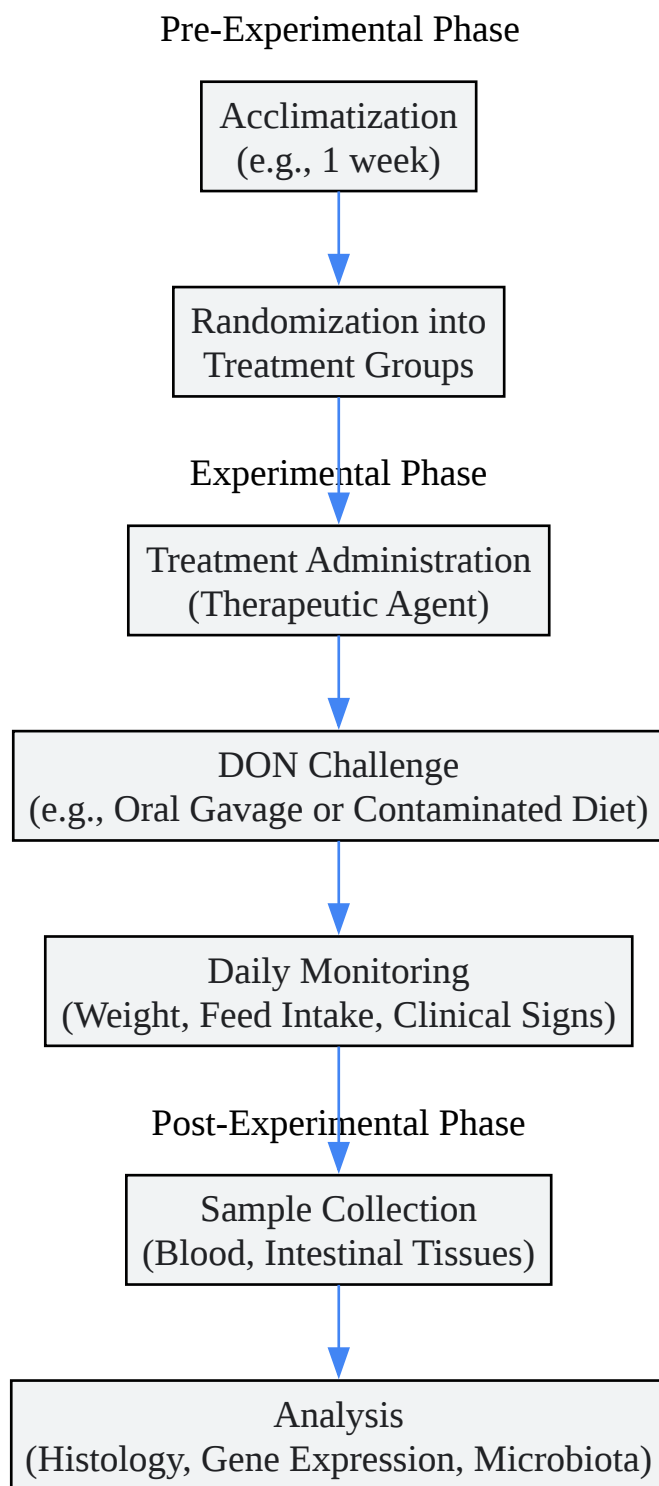 Pre-Experimental Phase
Acclimatization
(e.g., 1 week)
Randomization into
Treatment Groups
Experimental Phase
Treatment Administration
(Therapeutic Agent)
DON Challenge
(e.g., Oral Gavage or Contaminated Diet)
Daily Monitoring
(Weight, Feed Intake, Clinical Signs)
Post-Experimental Phase
Sample Collection
(Blood, Intestinal Tissues)
Analysis
(Histology, Gene Expression, Microbiota)